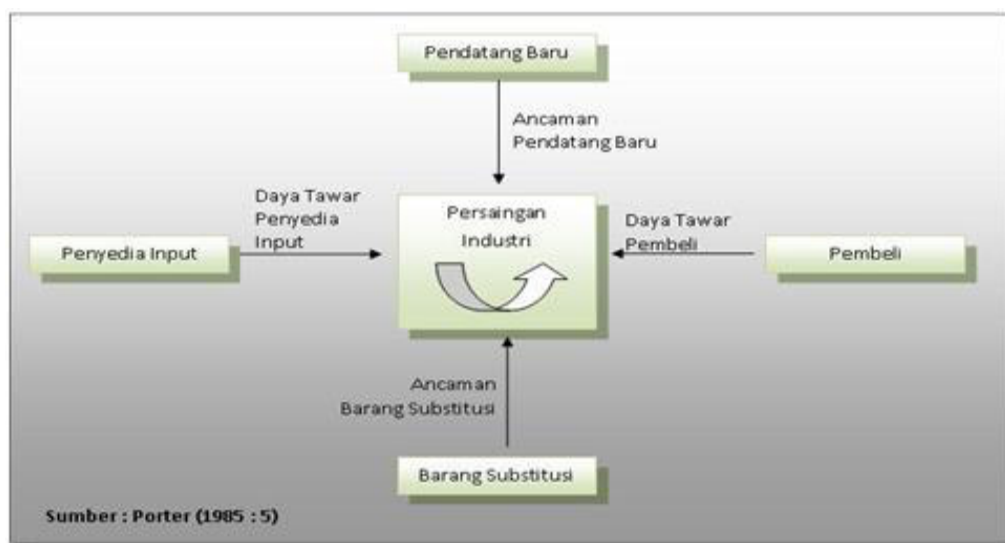 Pendatang Baru
Ancaman
Pendatang Baru
Daya Tawar
Penyedia
Input
Penyedia Input
Persaingan
Industri
Daya Tawar
Pembeli
Pembeli
Ancaman
Barang Substitusi
Barang Substitusi
Sumber : Porter (1985 : 5)